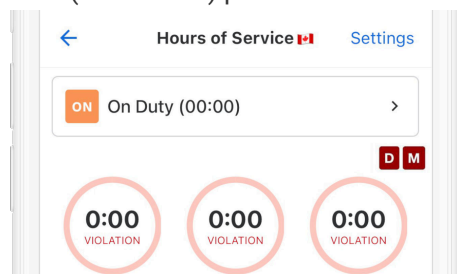 Hours of Service🇨🇦 Settings
ON On Duty (00:00)
D M
0:00 0:00 0:00
VIOLATION VIOLATION VIOLATION